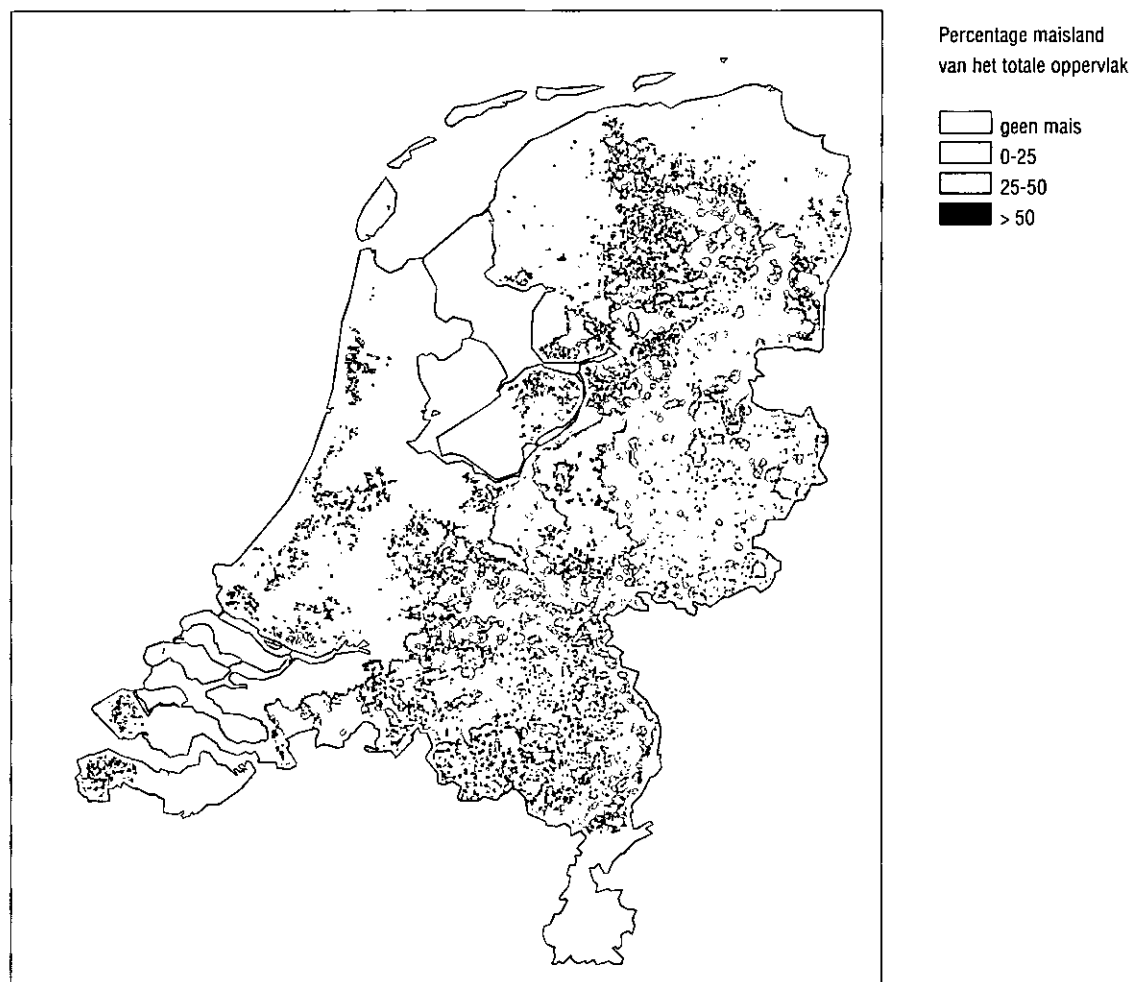 Percentage maisland
van het totale oppervlak
geen mais
0-25
25-50
> 50